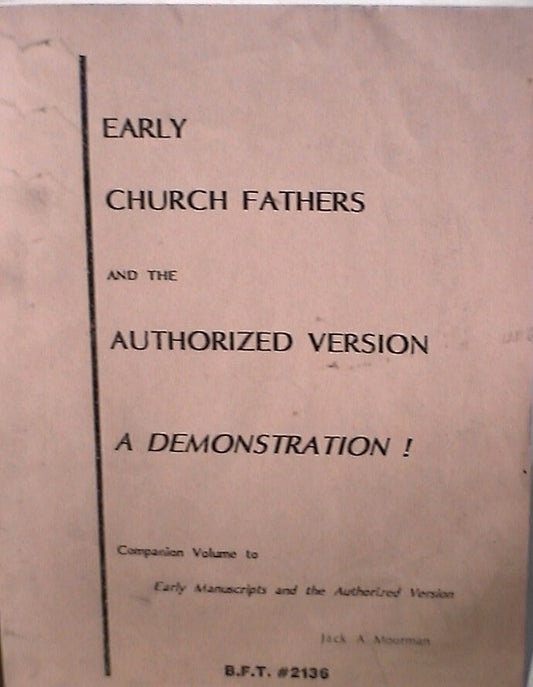 EARLY
CHURCH FATHERS
AND THE
AUTHORIZED VERSION
A DEMONSTRATION !
Companion Volume to
Early Manuscripts and the Authorized Version
Jack A. Moorman
B.F.T. #2136